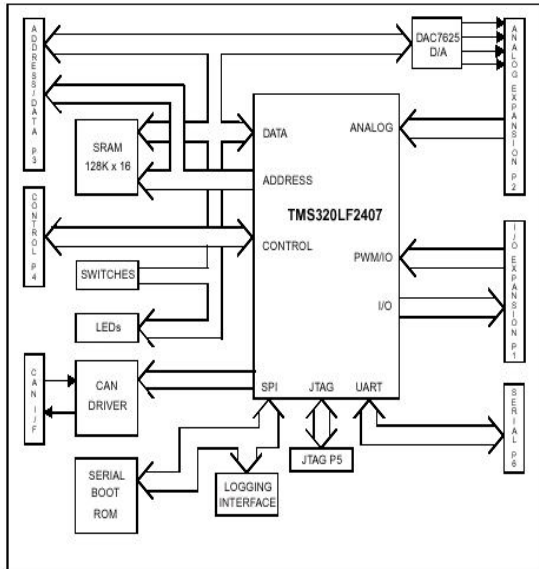 ADDRESS/DATA P3
DAC7625
D/A
ANALOG EXPANSION P2
SRAM
128K x 16
DATA
ANALOG
ADDRESS
TMS320LF2407
CONTROL P4
CONTROL
PWM/IO
I/O EXPANSION P1
SWITCHES
I/O
LEDs
CAN I/F
CAN
DRIVER
SPI
JTAG
UART
SERIAL P6
SERIAL
BOOT
ROM
LOGGING
INTERFACE
JTAG P5